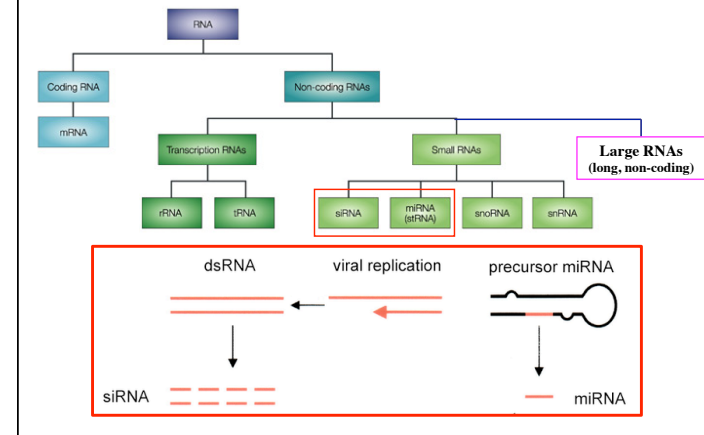 RNA
Coding RNA
Non-coding RNAs
mRNA
Transcription RNAs
Small RNAs
Large RNAs
(long, non-coding)
rRNA
tRNA
siRNA
miRNA
(stRNA)
snoRNA
snRNA
dsRNA
viral replication
precursor miRNA
siRNA
miRNA